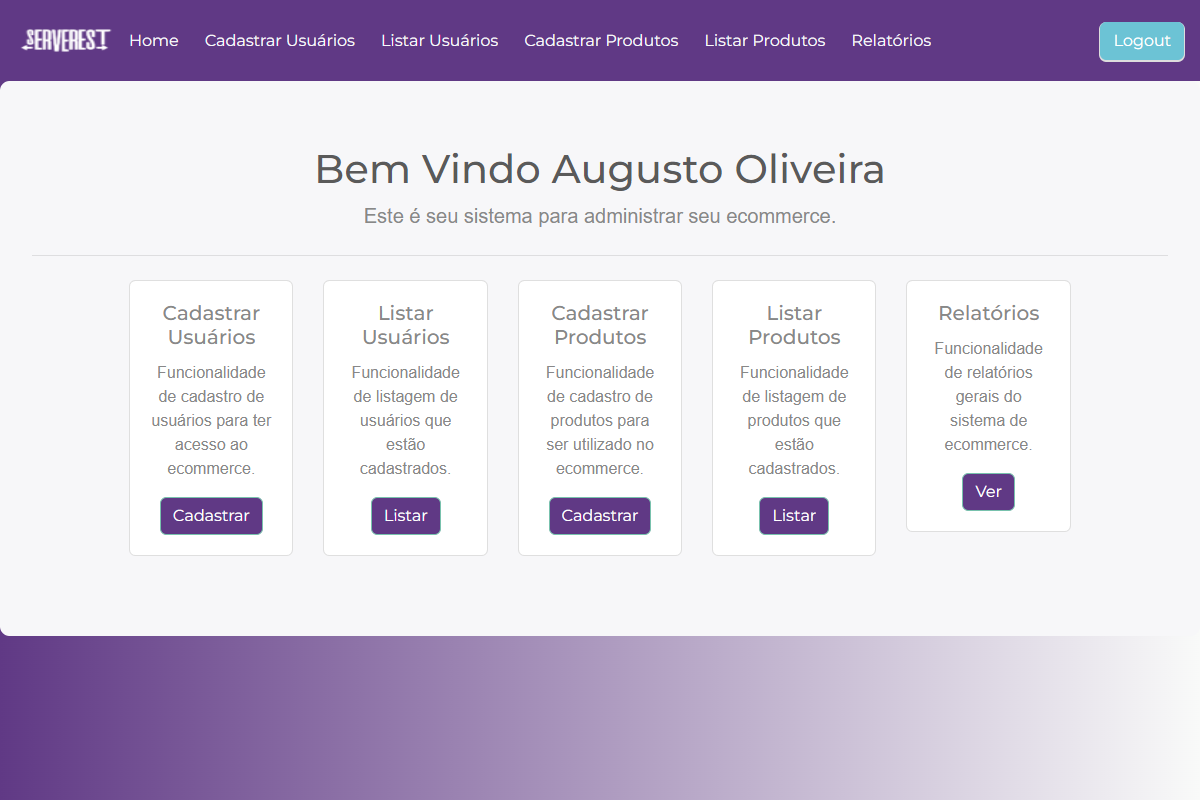 SERVEREST Home Cadastrar Usuários Listar Usuários Cadastrar Produtos Listar Produtos Relatórios Logout
Bem Vindo Augusto Oliveira
Este é seu sistema para administrar seu ecommerce.
Cadastrar
Usuários
Funcionalidade
de cadastro de
usuários para ter
acesso ao
ecommerce.
Cadastrar
Listar
Usuários
Funcionalidade
de listagem de
usuários que
estão
cadastrados.
Listar
Cadastrar
Produtos
Funcionalidade
de cadastro de
produtos para
ser utilizado no
ecommerce.
Cadastrar
Listar
Produtos
Funcionalidade
de listagem de
produtos que
estão
cadastrados.
Listar
Relatórios
Funcionalidade
de relatórios
gerais do
sistema de
ecommerce.
Ver